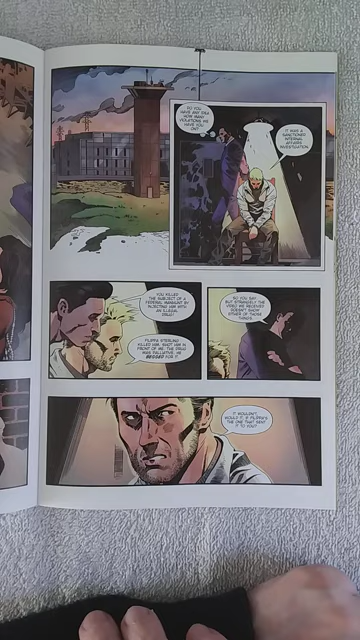 DO YOU
HAVE ANY IDEA
HOW MANY
VIOLATIONS WE
HAVE YOU
ON?
IT WAS A
SANCTIONED
INTERNAL
AFFAIRS
INVESTIGATION.
YOU KILLED
THE SUBJECT OF A
FEDERAL MANHUNT BY
INJECTING HIM WITH
AN ILLEGAL
DRUG!
FILIPPA STERLING
KILLED HIM. SHOT HIM IN
FRONT OF ME. THE DRUG
WAS PALLIATIVE. HE
BEGGED FOR IT.
SO YOU SAY.
BUT STRANGELY THE
VIDEO WE RECEIVED
DOESN'T SHOW
EITHER OF THOSE
THINGS.
IT WOULDN'T,
WOULD IT, IF FILIPPA'S
THE ONE THAT SENT
IT TO YOU?